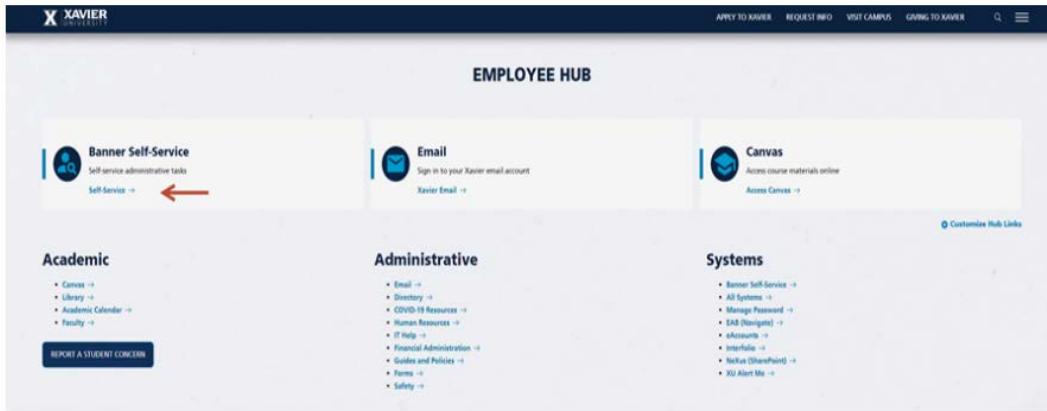 X XAVIER
UNIVERSITY
APPLY TO XAVIER REQUEST INFO VISIT CAMPUS GIVING TO XAVIER
EMPLOYEE HUB
Banner Self-Service
Self-service administrative tasks
Self-Service →
Email
Sign in to your Xavier email account
Xavier Email →
Canvas
Access course materials online
Access Canvas →
Customize Hub Links
Academic
• Canvas →
• Library →
• Academic Calendar →
• Faculty →
REPORT A STUDENT CONCERN
Administrative
• Email →
• Directory →
• COVID-19 Resources →
• Human Resources →
• IT Help →
• Financial Administration →
• Guides and Policies →
• Forms →
• Safety →
Systems
• Banner Self-Service →
• All Systems →
• Manage Password →
• EAB (Navigate) →
• eAccounts →
• Interfolio →
• NeXus (SharePoint) →
• XU Alert Me →